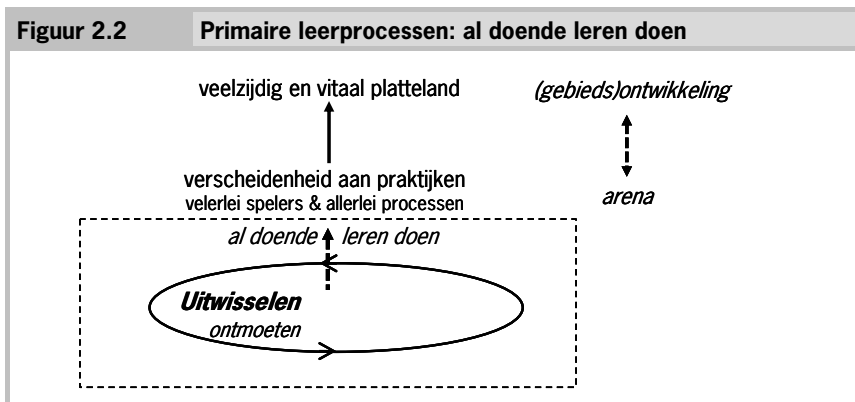 Figuur 2.2 Primaire leerprocessen: al doende leren doen
veelzijdig en vitaal platteland (gebieds)ontwikkeling
verscheidenheid aan praktijken
velerlei spelers & allerlei processen
arena
al doende leren doen
Uitwisselen
ontmoeten